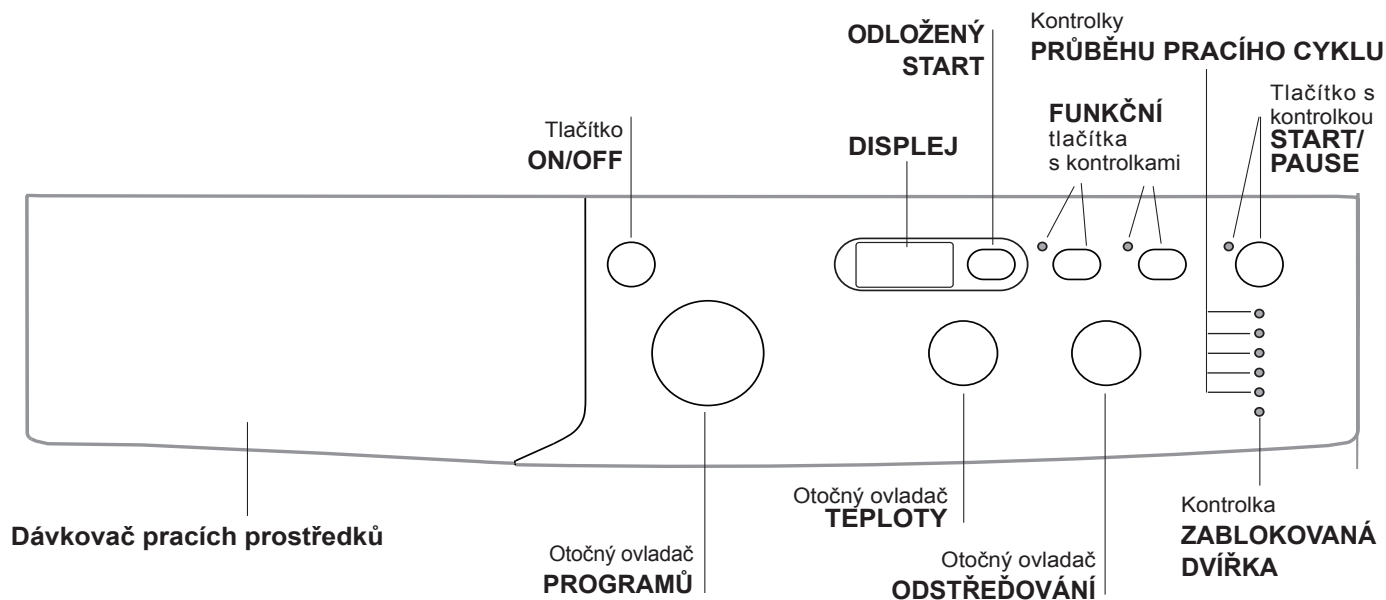 ODLOŽENÝ
START
Kontrolky
PRŮBĚHU PRACÍHO CYKLU
Tlačítko s
kontrolkou
START/
PAUSE
FUNKČNÍ
tlačítka
s kontrolkami
Tlačítko
ON/OFF
DISPLEJ
Dávkovač pracích prostředků
Otočný ovladač
PROGRAMŮ
Otočný ovladač
TEPLOTY
Otočný ovladač
ODSTŘEĎOVÁNÍ
Kontrolka
ZABLOKOVANÁ
DVÍŘKA